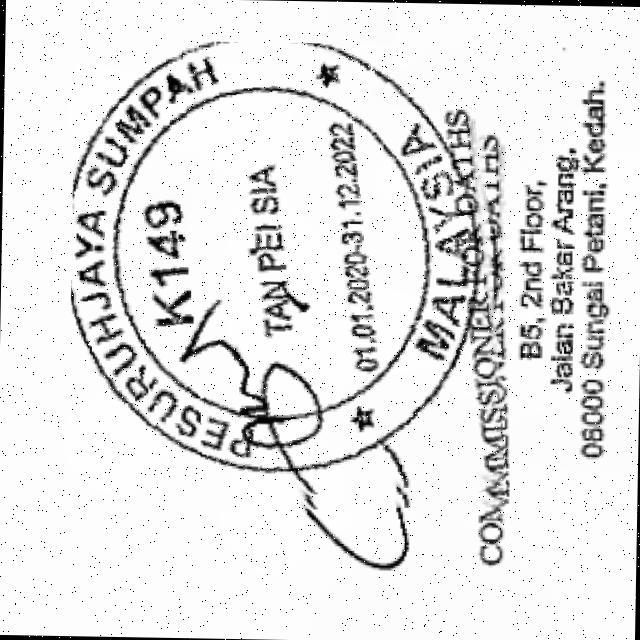 PESURUHJAYA SUMPAH
K149
TAN PEI SIA
01.01.2020-31.12.2022
MALAYSIA
COMMISSIONER FOR OATHS
B5, 2nd Floor,
Jalan Bakar Arang,
08000 Sungai Petani, Kedah.